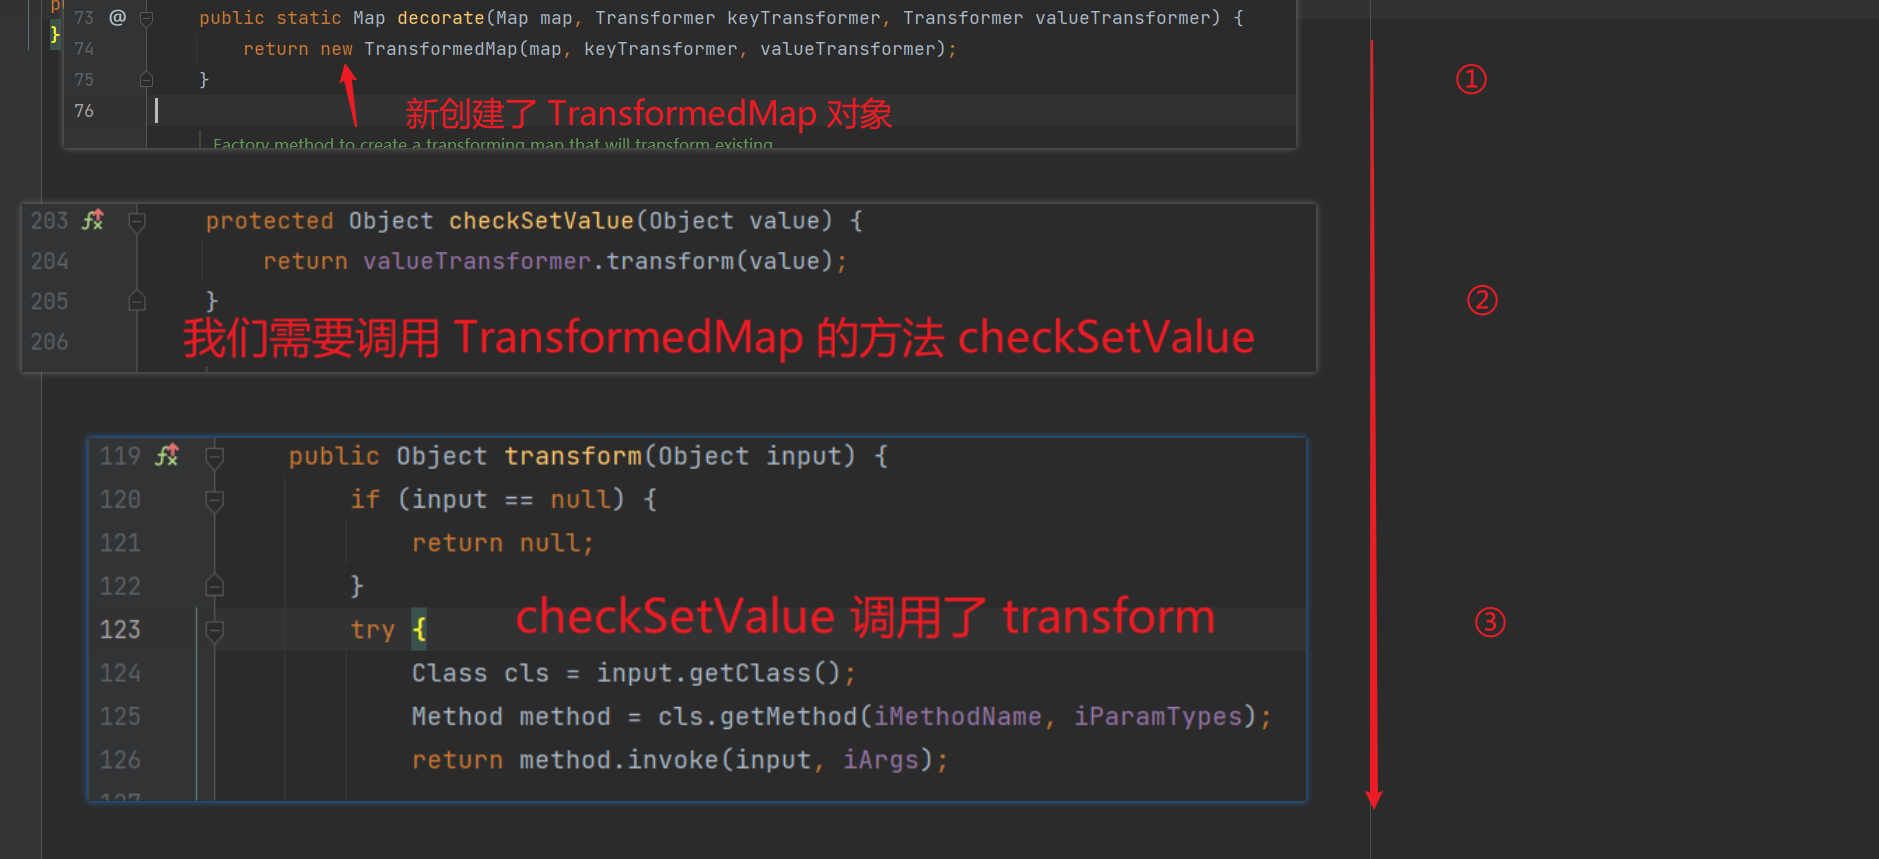 pu
}
73 @ public static Map decorate(Map map, Transformer keyTransformer, Transformer valueTransformer) {
74 return new TransformedMap(map, keyTransformer, valueTransformer);
75 }
76
新创建了 TransformedMap 对象
Factory method to create a transforming map that will transform existing
①
203 protected Object checkSetValue(Object value) {
204 return valueTransformer.transform(value);
205 }
206
我们需要调用 TransformedMap 的方法 checkSetValue
②
119 public Object transform(Object input) {
120 if (input == null) {
121 return null;
122 }
123 try {
checkSetValue 调用了 transform
③
124 Class cls = input.getClass();
125 Method method = cls.getMethod(iMethodName, iParamTypes);
126 return method.invoke(input, iArgs);
127